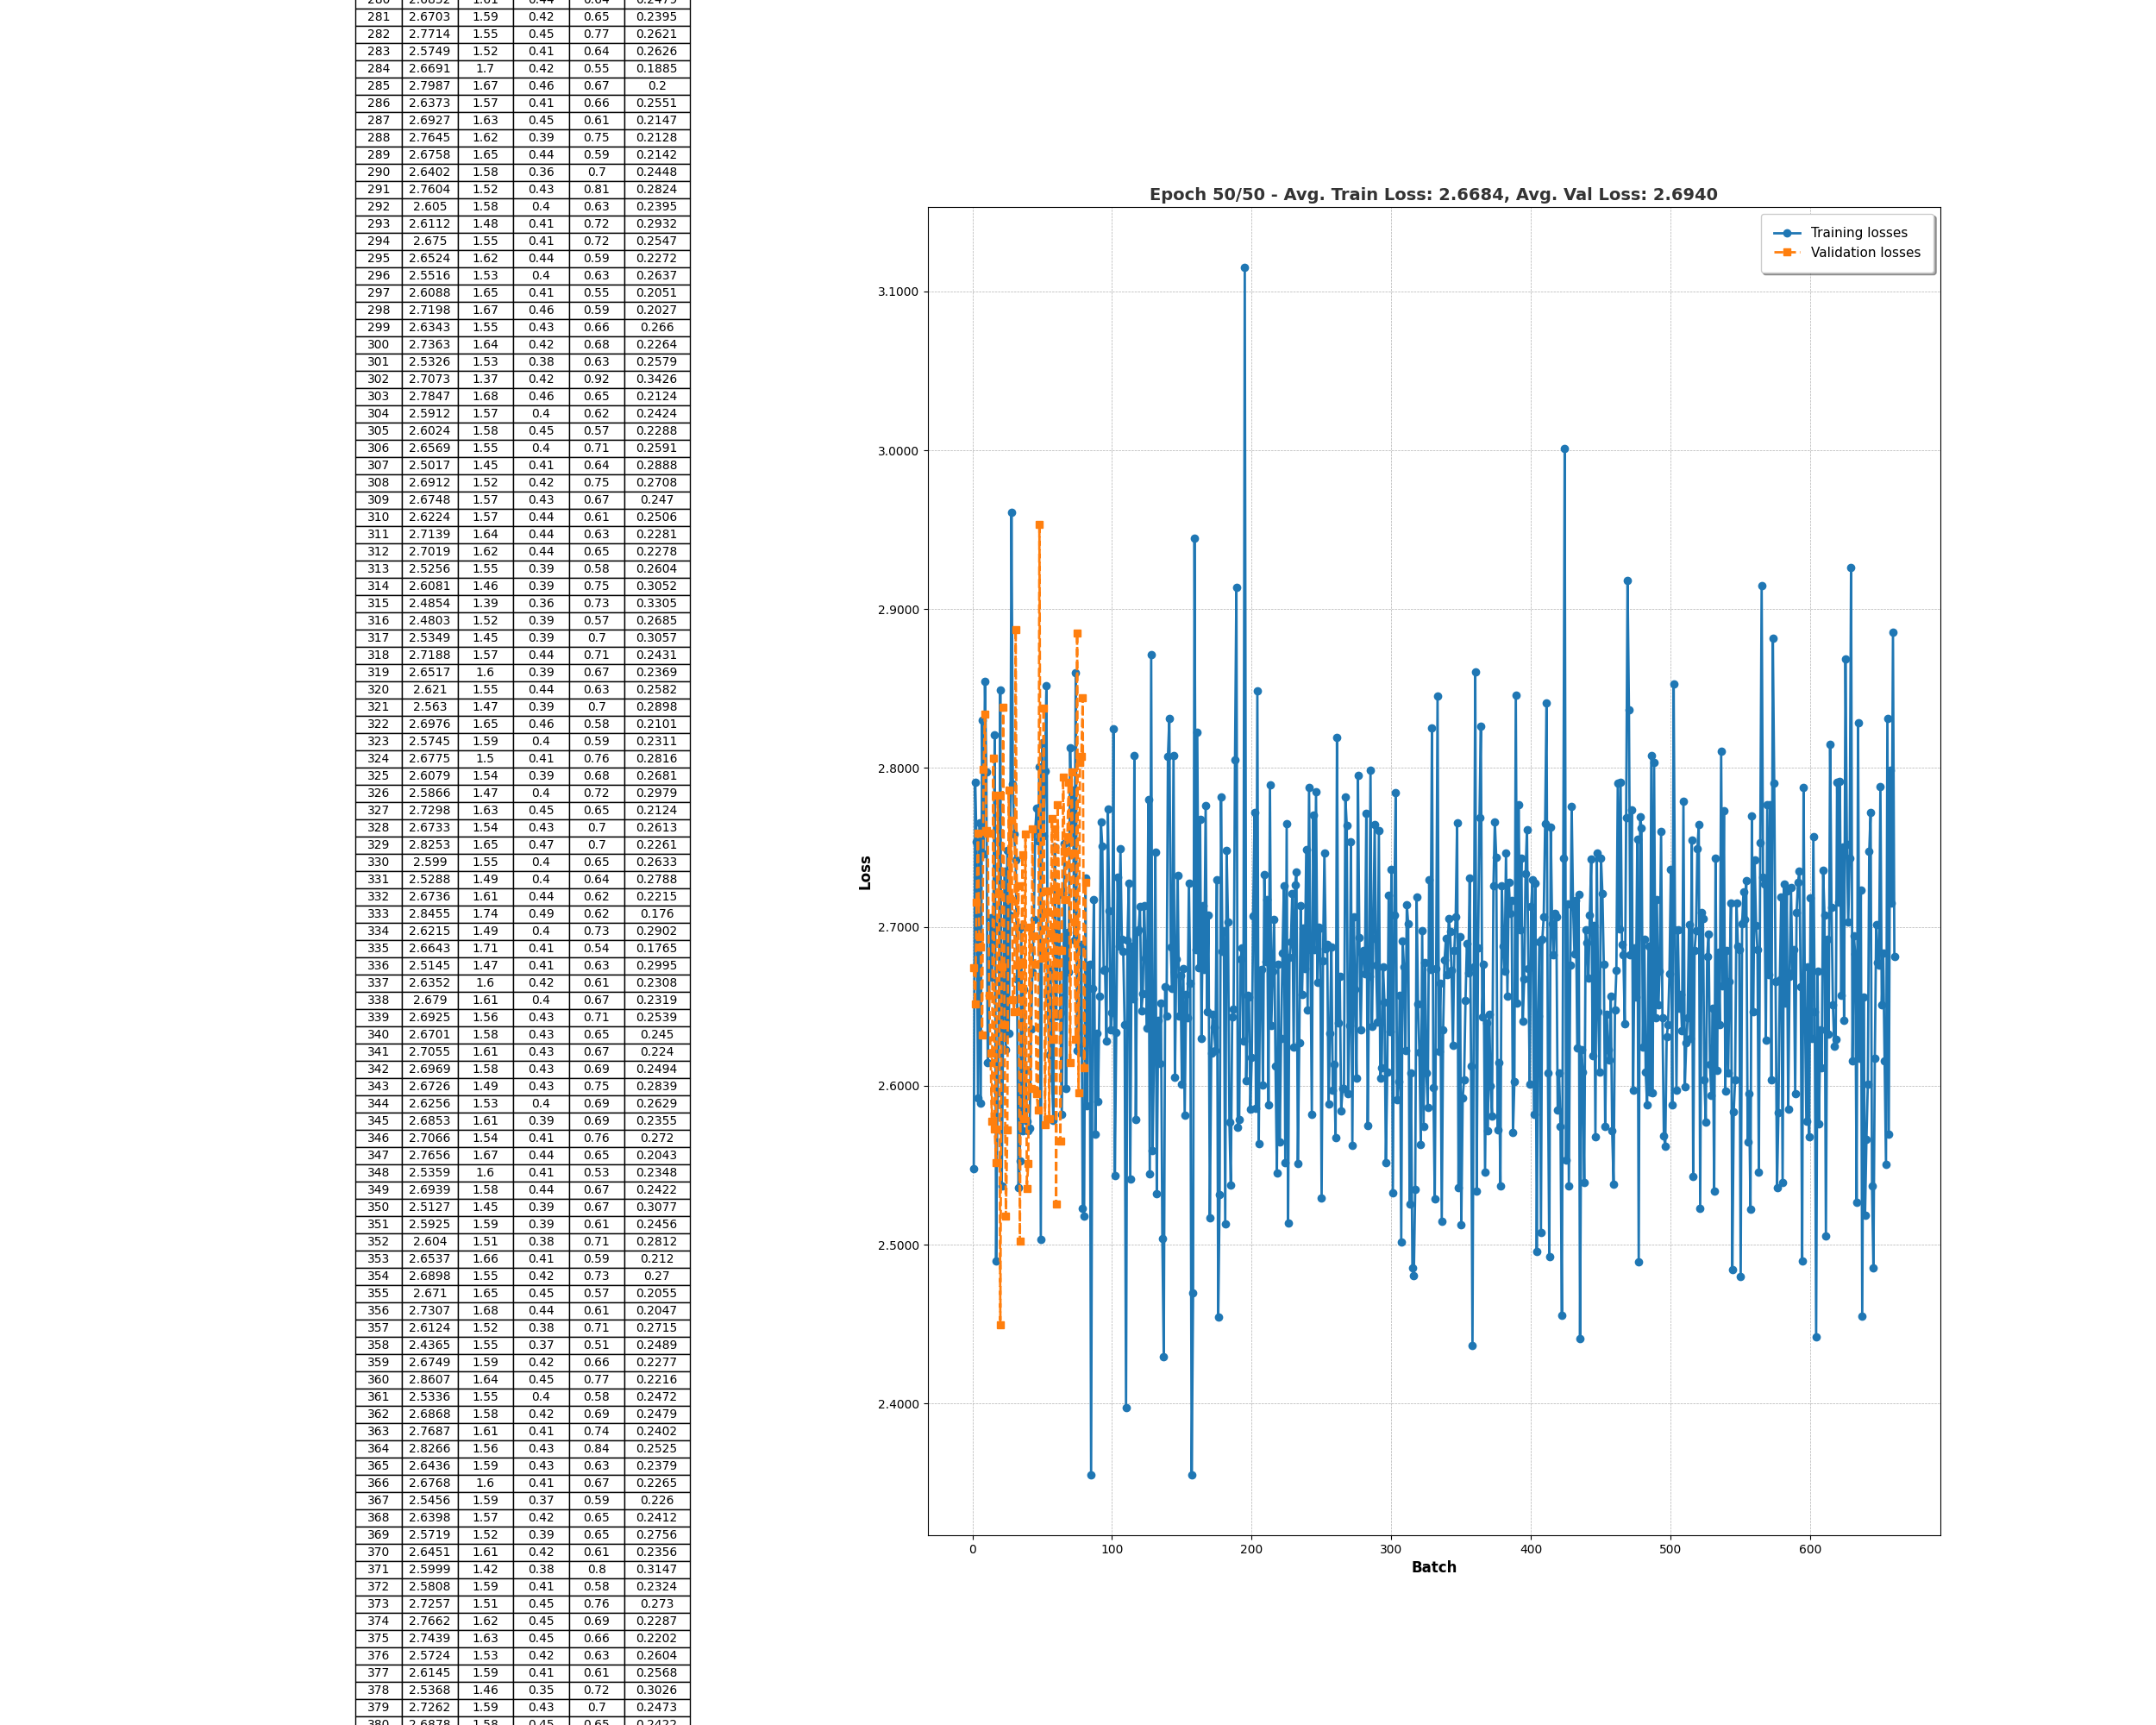 281 2.6703 1.59 0.42 0.65 0.2395
282 2.7714 1.55 0.45 0.77 0.2621
283 2.5749 1.52 0.41 0.64 0.2626
284 2.6691 1.7 0.42 0.55 0.1885
285 2.7987 1.67 0.46 0.67 0.2
286 2.6373 1.57 0.41 0.66 0.2551
287 2.6927 1.63 0.45 0.61 0.2147
288 2.7645 1.62 0.39 0.75 0.2128
289 2.6758 1.65 0.44 0.59 0.2142
290 2.6402 1.58 0.36 0.7 0.2448
291 2.7604 1.52 0.43 0.81 0.2824
292 2.605 1.58 0.4 0.63 0.2395
293 2.6112 1.48 0.41 0.72 0.2932
294 2.675 1.55 0.41 0.72 0.2547
295 2.6524 1.62 0.44 0.59 0.2272
296 2.5516 1.53 0.4 0.63 0.2637
297 2.6088 1.65 0.41 0.55 0.2051
298 2.7198 1.67 0.46 0.59 0.2027
299 2.6343 1.55 0.43 0.66 0.266
300 2.7363 1.64 0.42 0.68 0.2264
301 2.5326 1.53 0.38 0.63 0.2579
302 2.7073 1.37 0.42 0.92 0.3426
303 2.7847 1.68 0.46 0.65 0.2124
304 2.5912 1.57 0.4 0.62 0.2424
305 2.6024 1.58 0.45 0.57 0.2288
306 2.6569 1.55 0.4 0.71 0.2591
307 2.5017 1.45 0.41 0.64 0.2888
308 2.6912 1.52 0.42 0.75 0.2708
309 2.6748 1.57 0.43 0.67 0.247
310 2.6224 1.57 0.44 0.61 0.2506
311 2.7139 1.64 0.44 0.63 0.2281
312 2.7019 1.62 0.44 0.65 0.2278
313 2.5256 1.55 0.39 0.58 0.2604
314 2.6081 1.46 0.39 0.75 0.3052
315 2.4854 1.39 0.36 0.73 0.3305
316 2.4803 1.52 0.39 0.57 0.2685
317 2.5349 1.45 0.39 0.7 0.3057
318 2.7188 1.57 0.44 0.71 0.2431
319 2.6517 1.6 0.39 0.67 0.2369
320 2.621 1.55 0.44 0.63 0.2582
321 2.563 1.47 0.39 0.7 0.2898
322 2.6976 1.65 0.46 0.58 0.2101
323 2.5745 1.59 0.4 0.59 0.2311
324 2.6775 1.5 0.41 0.76 0.2816
325 2.6079 1.54 0.39 0.68 0.2681
326 2.5866 1.47 0.4 0.72 0.2979
327 2.7298 1.63 0.45 0.65 0.2124
328 2.6733 1.54 0.43 0.7 0.2613
329 2.8253 1.65 0.47 0.7 0.2261
330 2.599 1.55 0.4 0.65 0.2633
331 2.5288 1.49 0.4 0.64 0.2788
332 2.6736 1.61 0.44 0.62 0.2215
333 2.8455 1.74 0.49 0.62 0.176
334 2.6215 1.49 0.4 0.73 0.2902
335 2.6643 1.71 0.41 0.54 0.1765
336 2.5145 1.47 0.41 0.63 0.2995
337 2.6352 1.6 0.42 0.61 0.2308
338 2.679 1.61 0.4 0.67 0.2319
339 2.6925 1.56 0.43 0.71 0.2539
340 2.6701 1.58 0.43 0.65 0.245
341 2.7055 1.61 0.43 0.67 0.224
342 2.6969 1.58 0.43 0.69 0.2494
343 2.6726 1.49 0.43 0.75 0.2839
344 2.6256 1.53 0.4 0.69 0.2629
345 2.6853 1.61 0.39 0.69 0.2355
346 2.7066 1.54 0.41 0.76 0.272
347 2.7656 1.67 0.44 0.65 0.2043
348 2.5359 1.6 0.41 0.53 0.2348
349 2.6939 1.58 0.44 0.67 0.2422
350 2.5127 1.45 0.39 0.67 0.3077
351 2.5925 1.59 0.39 0.61 0.2456
352 2.604 1.51 0.38 0.71 0.2812
353 2.6537 1.66 0.41 0.59 0.212
354 2.6898 1.55 0.42 0.73 0.27
355 2.671 1.65 0.45 0.57 0.2055
356 2.7307 1.68 0.44 0.61 0.2047
357 2.6124 1.52 0.38 0.71 0.2715
358 2.4365 1.55 0.37 0.51 0.2489
359 2.6749 1.59 0.42 0.66 0.2277
360 2.8607 1.64 0.45 0.77 0.2216
361 2.5336 1.55 0.4 0.58 0.2472
362 2.6868 1.58 0.42 0.69 0.2479
363 2.7687 1.61 0.41 0.74 0.2402
364 2.8266 1.56 0.43 0.84 0.2525
365 2.6436 1.59 0.43 0.63 0.2379
366 2.6768 1.6 0.41 0.67 0.2265
367 2.5456 1.59 0.37 0.59 0.226
368 2.6398 1.57 0.42 0.65 0.2412
369 2.5719 1.52 0.39 0.65 0.2756
370 2.6451 1.61 0.42 0.61 0.2356
371 2.5999 1.42 0.38 0.8 0.3147
372 2.5808 1.59 0.41 0.58 0.2324
373 2.7257 1.51 0.45 0.76 0.273
374 2.7662 1.62 0.45 0.69 0.2287
375 2.7439 1.63 0.45 0.66 0.2202
376 2.5724 1.53 0.42 0.63 0.2604
377 2.6145 1.59 0.41 0.61 0.2568
378 2.5368 1.46 0.35 0.72 0.3026
379 2.7262 1.59 0.43 0.7 0.2473
380 2.6878 1.58 0.45 0.65 0.2422
Epoch 50/50 - Avg. Train Loss: 2.6684, Avg. Val Loss: 2.6940
Training losses
Validation losses
3.1000
3.0000
2.9000
2.8000
2.7000
2.6000
2.5000
2.4000
Loss
0 100 200 300 400 500 600
Batch